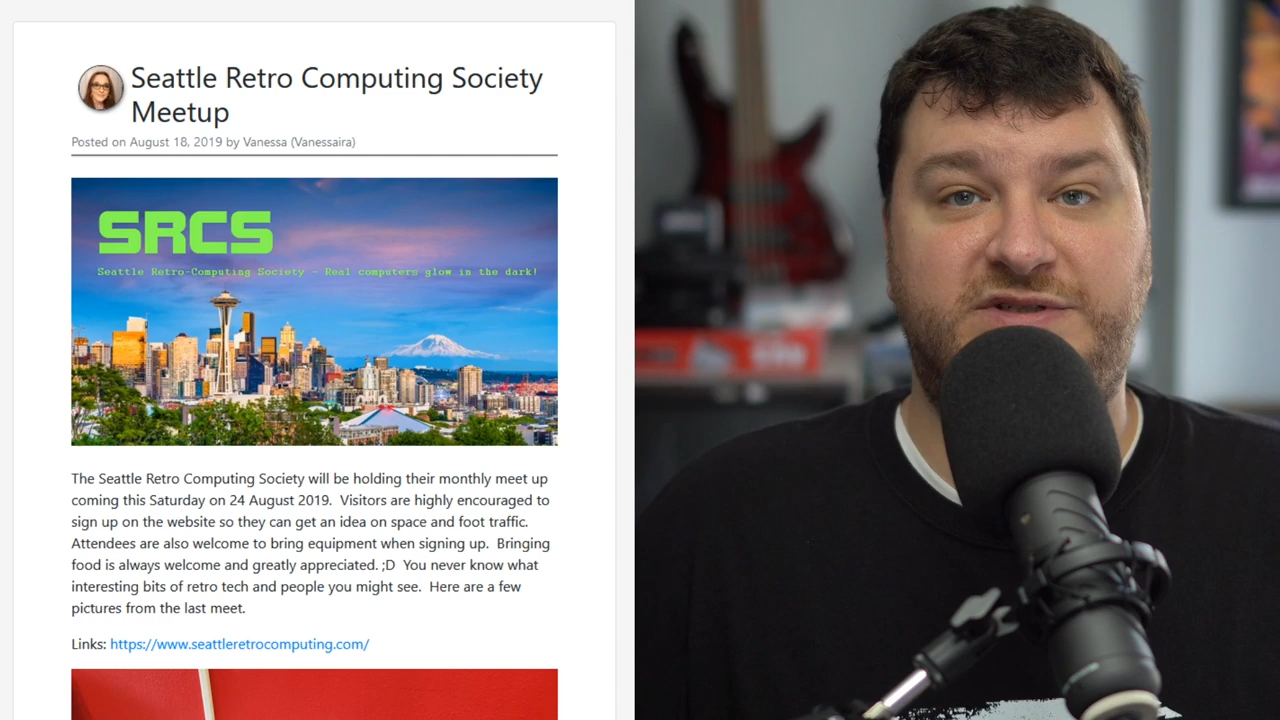 Seattle Retro Computing Society
Meetup
Posted on August 18, 2019 by Vanessa (Vanessaira)
SRCS
Seattle Retro-Computing Society - Real computers glow in the dark!
The Seattle Retro Computing Society will be holding their monthly meet up
coming this Saturday on 24 August 2019.  Visitors are highly encouraged to
sign up on the website so they can get an idea on space and foot traffic.
Attendees are also welcome to bring equipment when signing up.  Bringing
food is always welcome and greatly appreciated. ;D  You never know what
interesting bits of retro tech and people you might see.  Here are a few
pictures from the last meet.
Links: https://www.seattleretrocomputing.com/